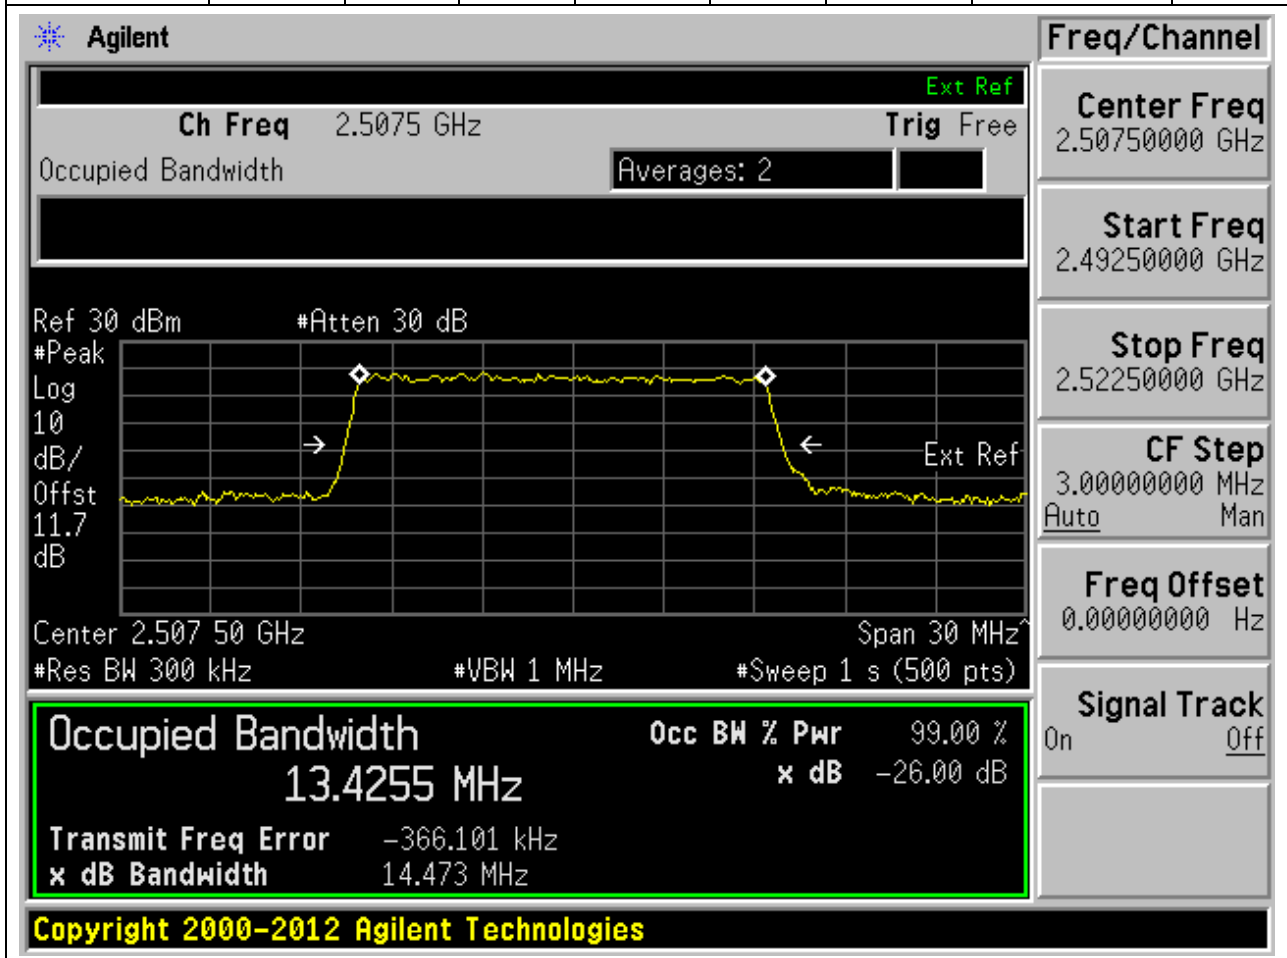 Agilent
Freq/Channel
Ext Ref
Ch Freq 2.5075 GHz Trig Free
Occupied Bandwidth Averages: 2
Center Freq
2.50750000 GHz
Start Freq
2.49250000 GHz
Stop Freq
2.52250000 GHz
CF Step
3.00000000 MHz
Auto Man
Freq Offset
0.00000000 Hz
Signal Track
On Off
Ref 30 dBm #Atten 30 dB
#Peak
Log
10
dB/
Offst
11.7
dB
Ext Ref
Center 2.507 50 GHz Span 30 MHz^
#Res BW 300 kHz #VBW 1 MHz #Sweep 1 s (500 pts)
Occupied Bandwidth
13.4255 MHz
Occ BW % Pwr 99.00 %
x dB -26.00 dB
Transmit Freq Error -366.101 kHz
x dB Bandwidth 14.473 MHz
Copyright 2000-2012 Agilent Technologies